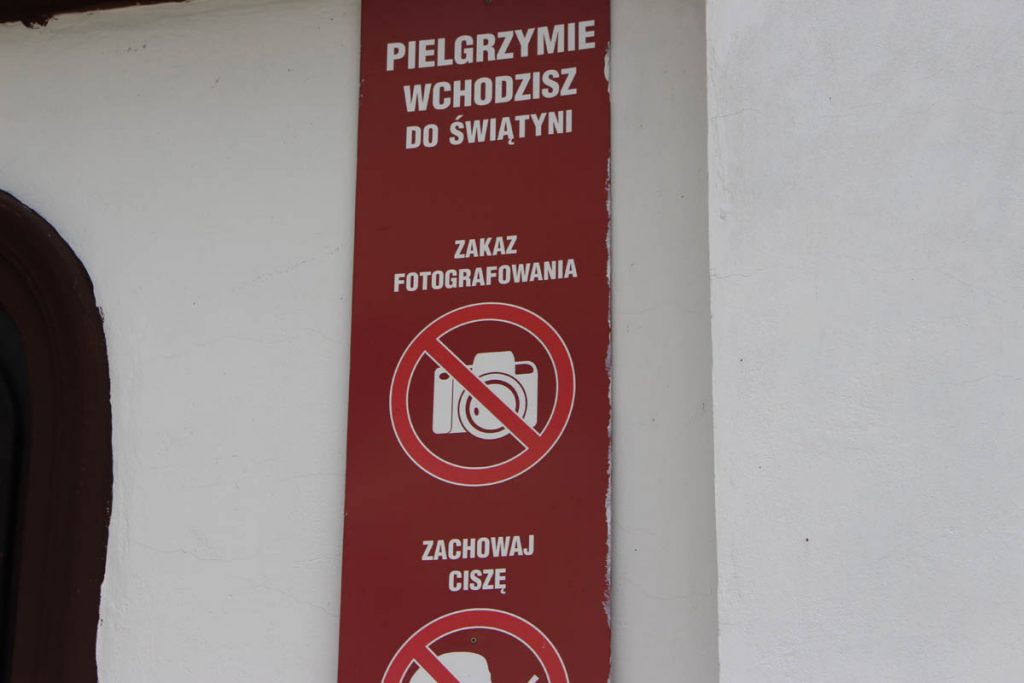 PIELGRZYMIE
WCHODZISZ
DO ŚWIĄTYNI
ZAKAZ
FOTOGRAFOWANIA
ZACHOWAJ
CISZĘ